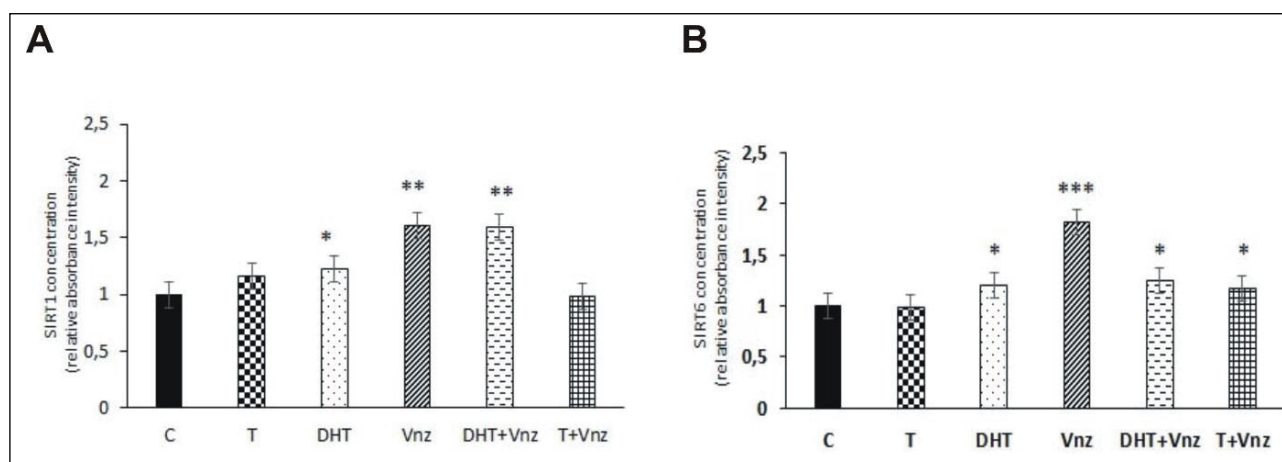 A
SIRT1 concentration
(relative absorbance intensity)
2,5
2
1,5
1
0,5
0
*
**
**
C T DHT Vnz DHT+Vnz T+Vnz
B
SIRT6 concentration
(relative absorbance intensity)
2,5
2
1,5
1
0,5
0
*
***
*
*
C T DHT Vnz DHT+Vnz T+Vnz